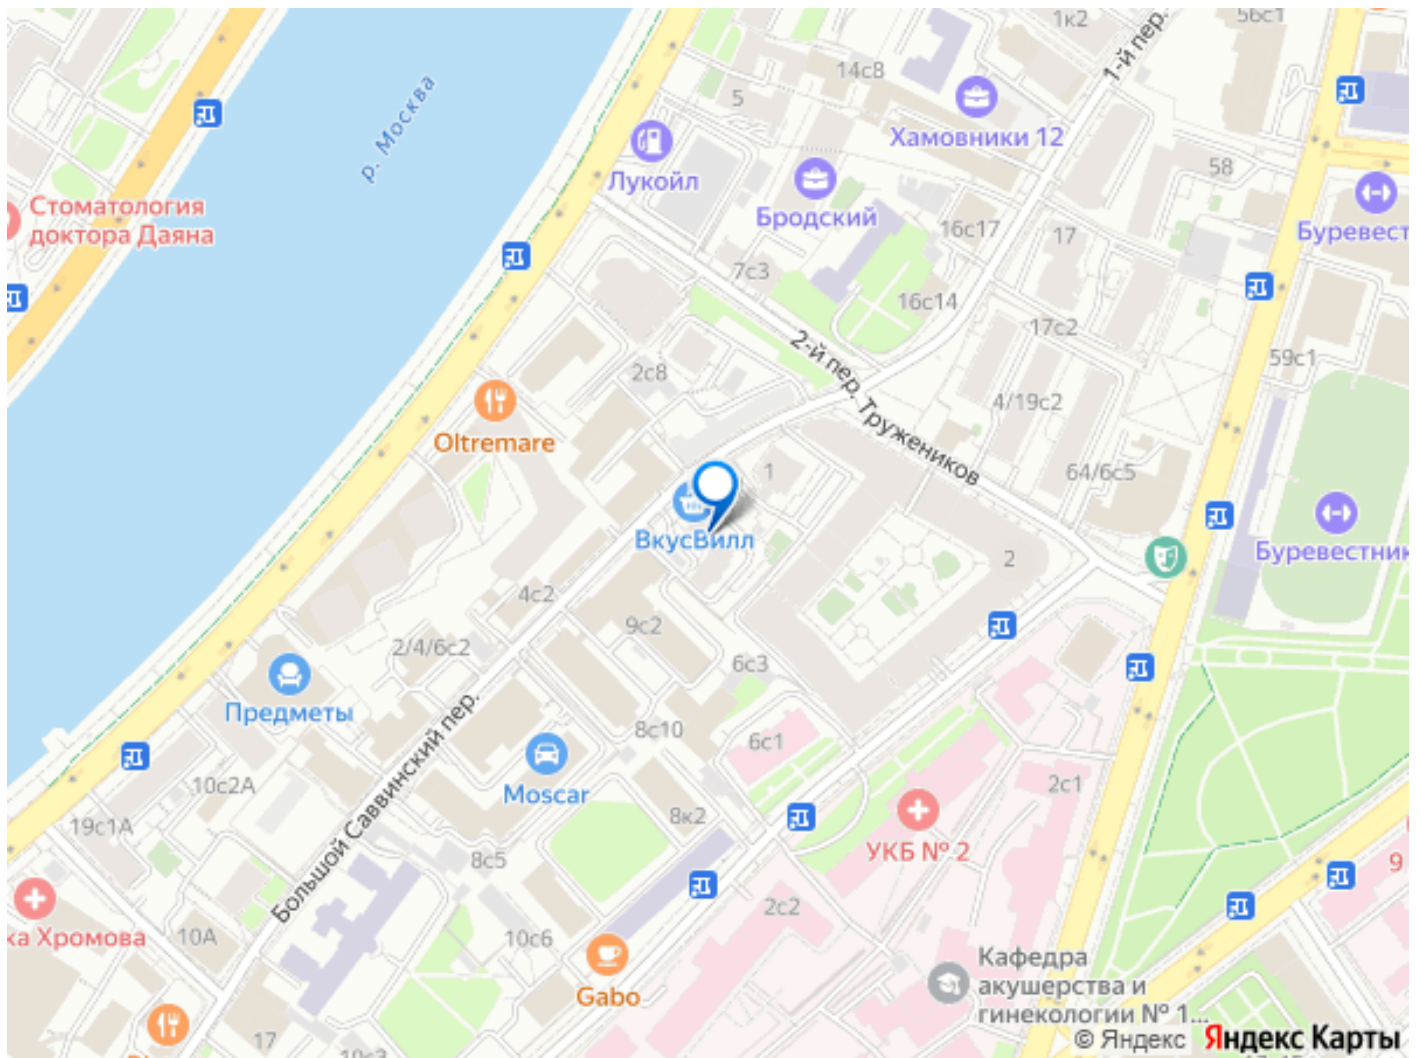 56с1
1к2
1-й пер.
14с8
5
Хамовники 12
р. Москва
Лукойл
Бродский
58
Стоматология
доктора Даяна
16с17
17
Буревест
7с3
16с14
17с2
2-й пер. Тружеников
59с1
2с8
4/19с2
Oltremare
1
64/6с5
ВкусВилл
Буревестник
2
4с2
9с2
2/4/6с2
6с3
Предметы
8с10
6с1
Большой Саввинский пер.
Moscar
10с2А
2с1
19с1А
8к2
УКБ № 2
8с5
9
2с2
ка Хромова
10А
10с6
Gabo
Кафедра
акушерства и
гинекологии № 1...
17
10с3
© Яндекс Яндекс Карты